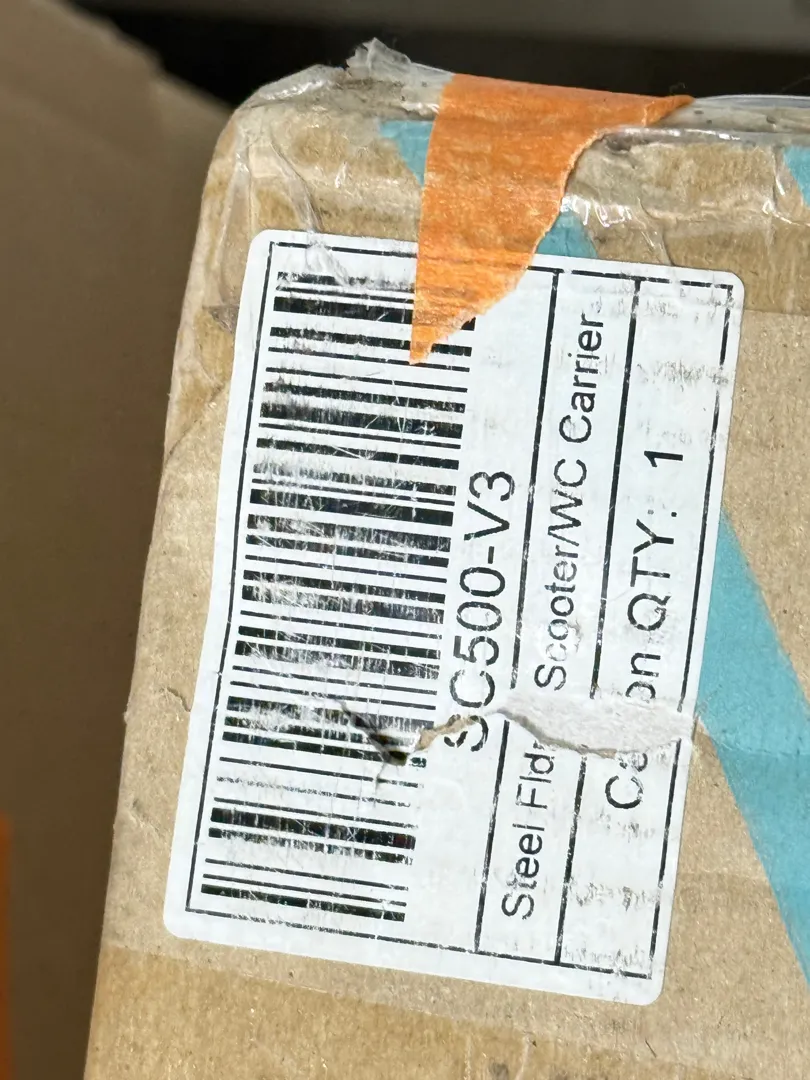 SC500-V3
Steel Fld Scooter/WC Carrier
QTY: 1